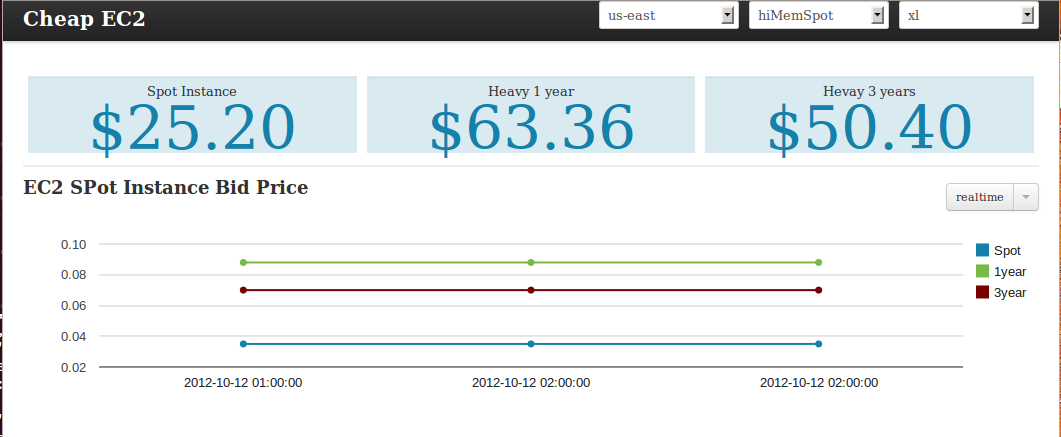 Cheap EC2
us-east
hiMemSpot
xl
Spot Instance
$25.20
Heavy 1 year
$63.36
Hevay 3 years
$50.40
EC2 SPot Instance Bid Price
realtime
0.10
0.08
0.06
0.04
0.02
2012-10-12 01:00:00
2012-10-12 02:00:00
2012-10-12 02:00:00
Spot
1year
3year